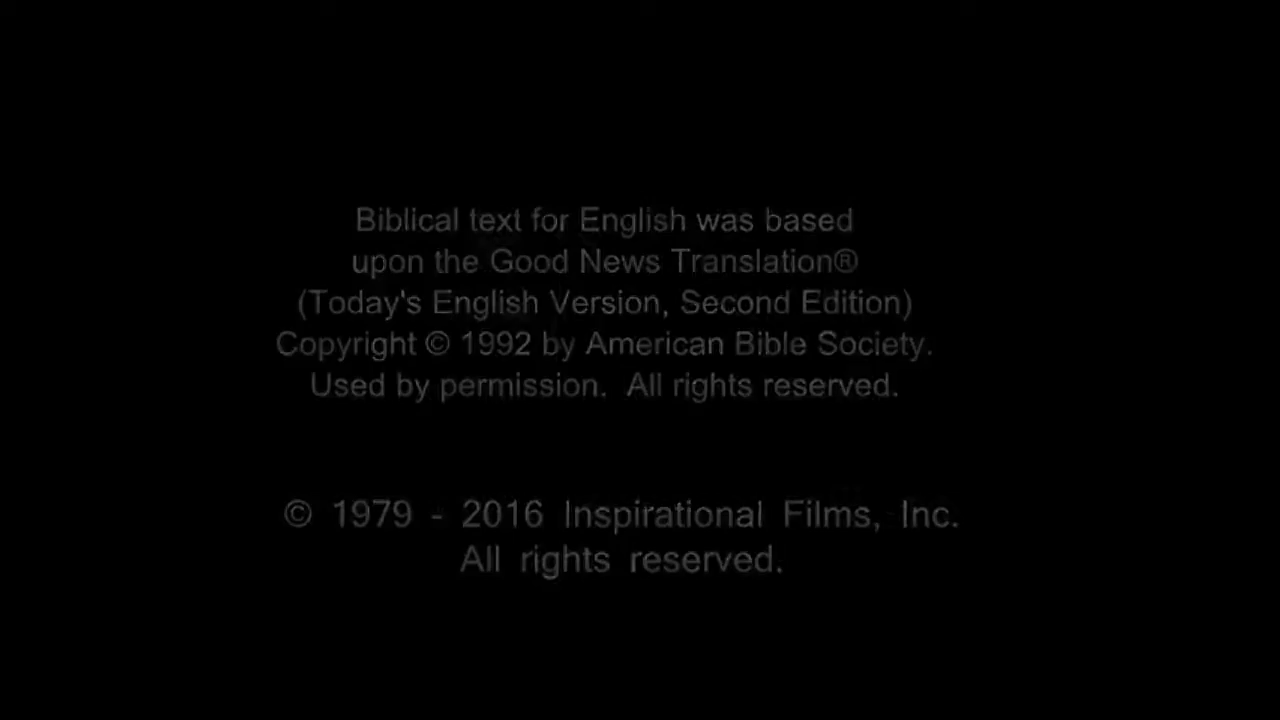 Biblical text for English was based
upon the Good News Translation®
(Today's English Version, Second Edition)
Copyright © 1992 by American Bible Society.
Used by permission.  All rights reserved.
© 1979 - 2016 Inspirational Films, Inc.
All rights reserved.